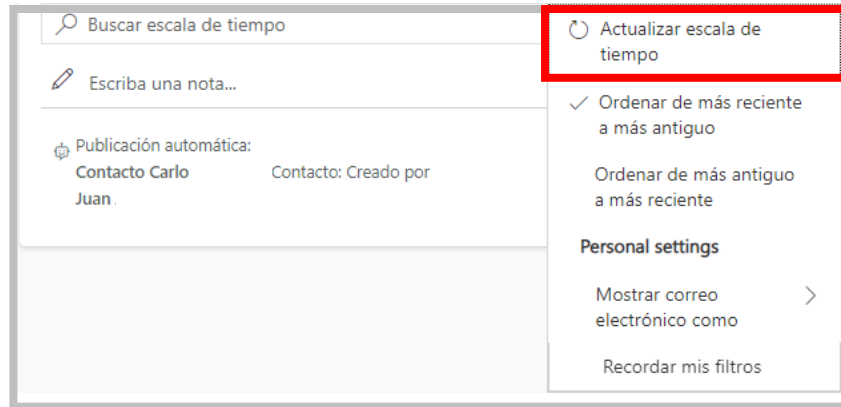 Buscar escala de tiempo
Escriba una nota...
Publicación automática:
Contacto Carlo Contacto: Creado por
Juan
Actualizar escala de
tiempo
Ordenar de más reciente
a más antiguo
Ordenar de más antiguo
a más reciente
Personal settings
Mostrar correo
electrónico como
Recordar mis filtros